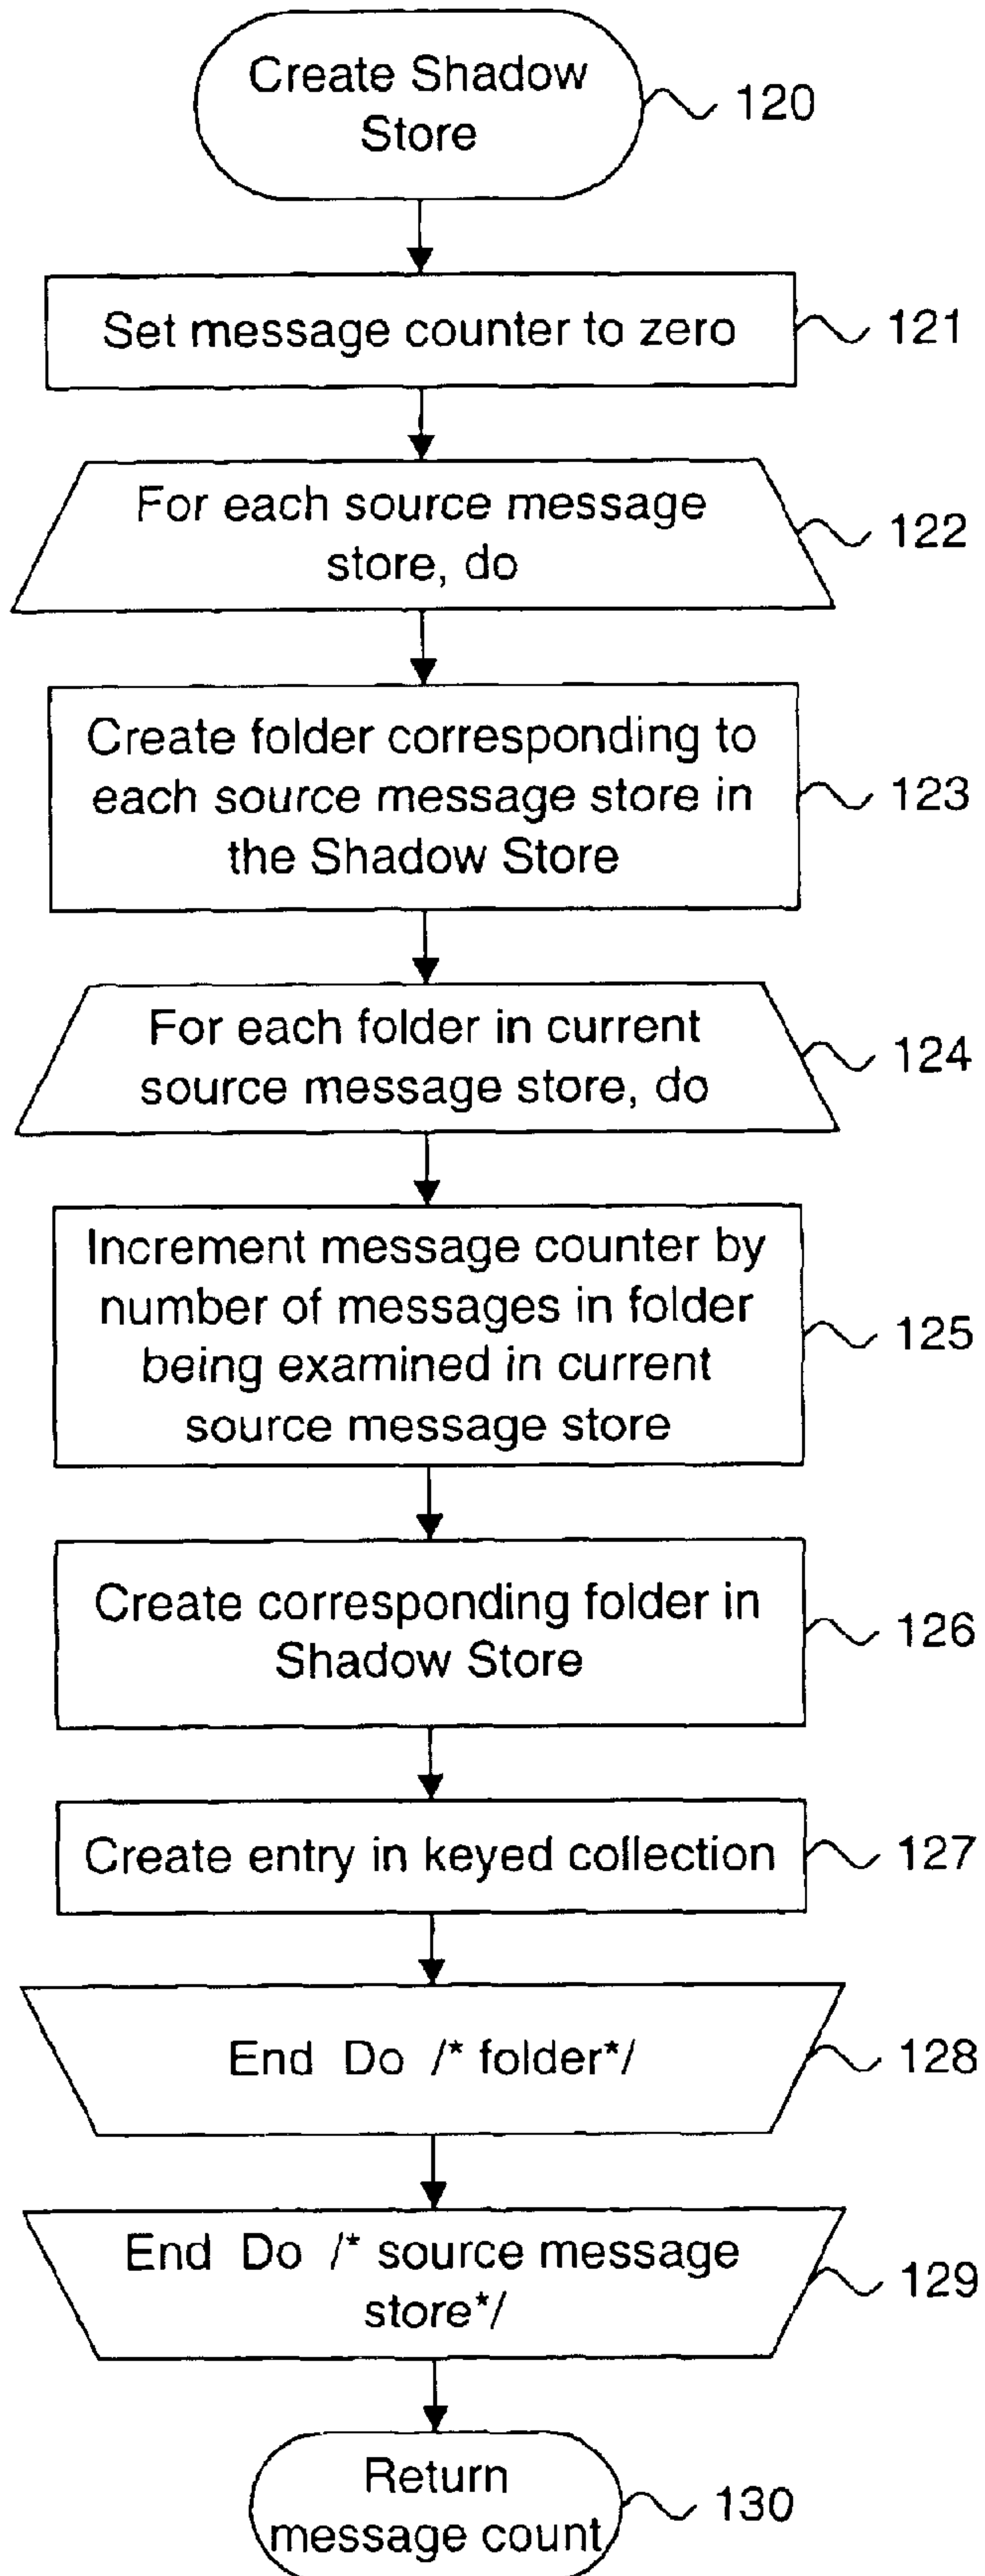 Create Shadow
Store
120
Set message counter to zero
121
For each source message
store, do
122
Create folder corresponding to
each source message store in
the Shadow Store
123
For each folder in current
source message store, do
124
Increment message counter by
number of messages in folder
being examined in current
source message store
125
Create corresponding folder in
Shadow Store
126
Create entry in keyed collection
127
End Do /* folder*/
128
End Do /* source message
store*/
129
Return
message count
130